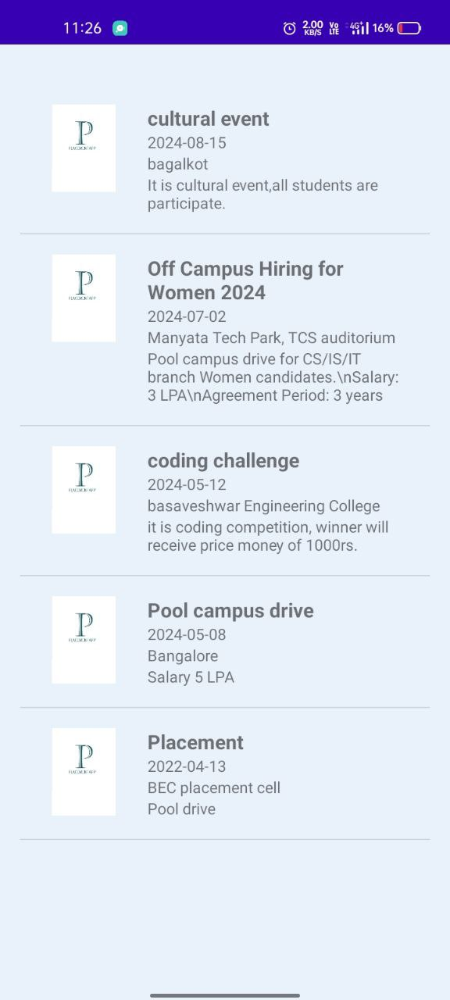 11:26
2.00 KB/S Vo LTE 4G+ 16%
P
PLACEMENT APP
cultural event
2024-08-15
bagalkot
It is cultural event,all students are
participate.
P
PLACEMENT APP
Off Campus Hiring for
Women 2024
2024-07-02
Manyata Tech Park, TCS auditorium
Pool campus drive for CS/IS/IT
branch Women candidates.\nSalary:
3 LPA\nAgreement Period: 3 years
P
PLACEMENT APP
coding challenge
2024-05-12
basaveshwar Engineering College
it is coding competition, winner will
receive price money of 1000rs.
P
PLACEMENT APP
Pool campus drive
2024-05-08
Bangalore
Salary 5 LPA
P
PLACEMENT APP
Placement
2022-04-13
BEC placement cell
Pool drive